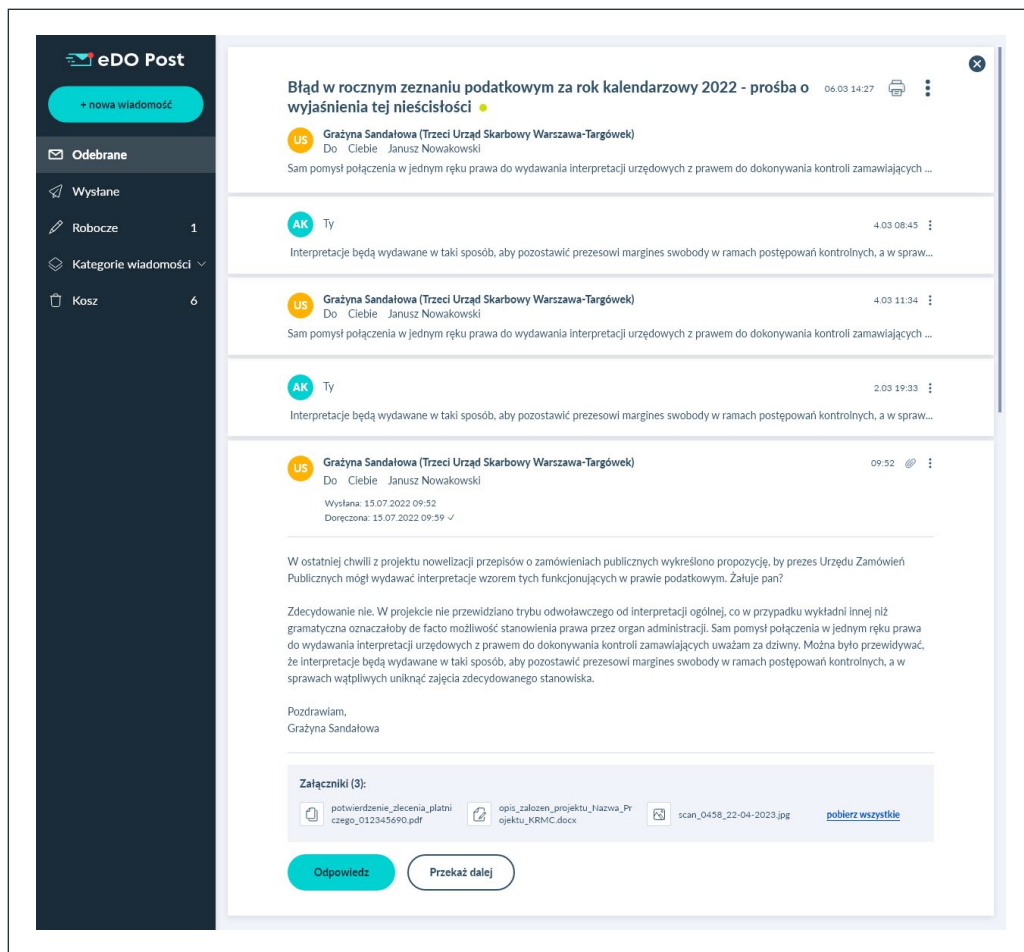 eDO Post
+ nowa wiadomość
Odebrane
Wysłane
Robocze 1
Kategorie wiadomości
Kosz 6
Błąd w rocznym zeznaniu podatkowym za rok kalendarzowy 2022 - prośba o
wyjaśnienia tej nieścisłości
06.03 14:27
US
Grażyna Sandałowa (Trzeci Urząd Skarbowy Warszawa-Targówek)
Do Ciebie Janusz Nowakowski
Sam pomysł połączenia w jednym ręku prawa do wydawania interpretacji urzędowych z prawem do dokonywania kontroli zamawiających ...
AK
Ty
4.03 08:45
Interpretacje będą wydawane w taki sposób, aby pozostawić prezesowi margines swobody w ramach postępowań kontrolnych, a w spraw...
US
Grażyna Sandałowa (Trzeci Urząd Skarbowy Warszawa-Targówek)
4.03 11:34
Do Ciebie Janusz Nowakowski
Sam pomysł połączenia w jednym ręku prawa do wydawania interpretacji urzędowych z prawem do dokonywania kontroli zamawiających ...
AK
Ty
2.03 19:33
Interpretacje będą wydawane w taki sposób, aby pozostawić prezesowi margines swobody w ramach postępowań kontrolnych, a w spraw...
US
Grażyna Sandałowa (Trzeci Urząd Skarbowy Warszawa-Targówek)
09:52
Do Ciebie Janusz Nowakowski
Wysłana: 15.07.2022 09:52
Doręczona: 15.07.2022 09:59 ✓
W ostatniej chwili z projektu nowelizacji przepisów o zamówieniach publicznych wykreślono propozycję, by prezes Urzędu Zamówień
Publicznych mógł wydawać interpretacje wzorem tych funkcjonujących w prawie podatkowym. Żałuje pan?
Zdecydowanie nie. W projekcie nie przewidziano trybu odwoławczego od interpretacji ogólnej, co w przypadku wykładni innej niż
gramatyczna oznaczałoby de facto możliwość stanowienia prawa przez organ administracji. Sam pomysł połączenia w jednym ręku prawa
do wydawania interpretacji urzędowych z prawem do dokonywania kontroli zamawiających uważam za dziwny. Można było przewidywać,
że interpretacje będą wydawane w taki sposób, aby pozostawić prezesowi margines swobody w ramach postępowań kontrolnych, a w
sprawach wątpliwych uniknąć zajęcia zdecydowanego stanowiska.
Pozdrawiam,
Grażyna Sandałowa
Załączniki (3):
potwierdzenie_zlecenia_platni
czego_012345690.pdf
opis_zalozen_projektu_Nazwa_Pr
ojektu_KRMC.docx
scan_0458_22-04-2023.jpg
pobierz wszystkie
Odpowiedz
Przekaż dalej